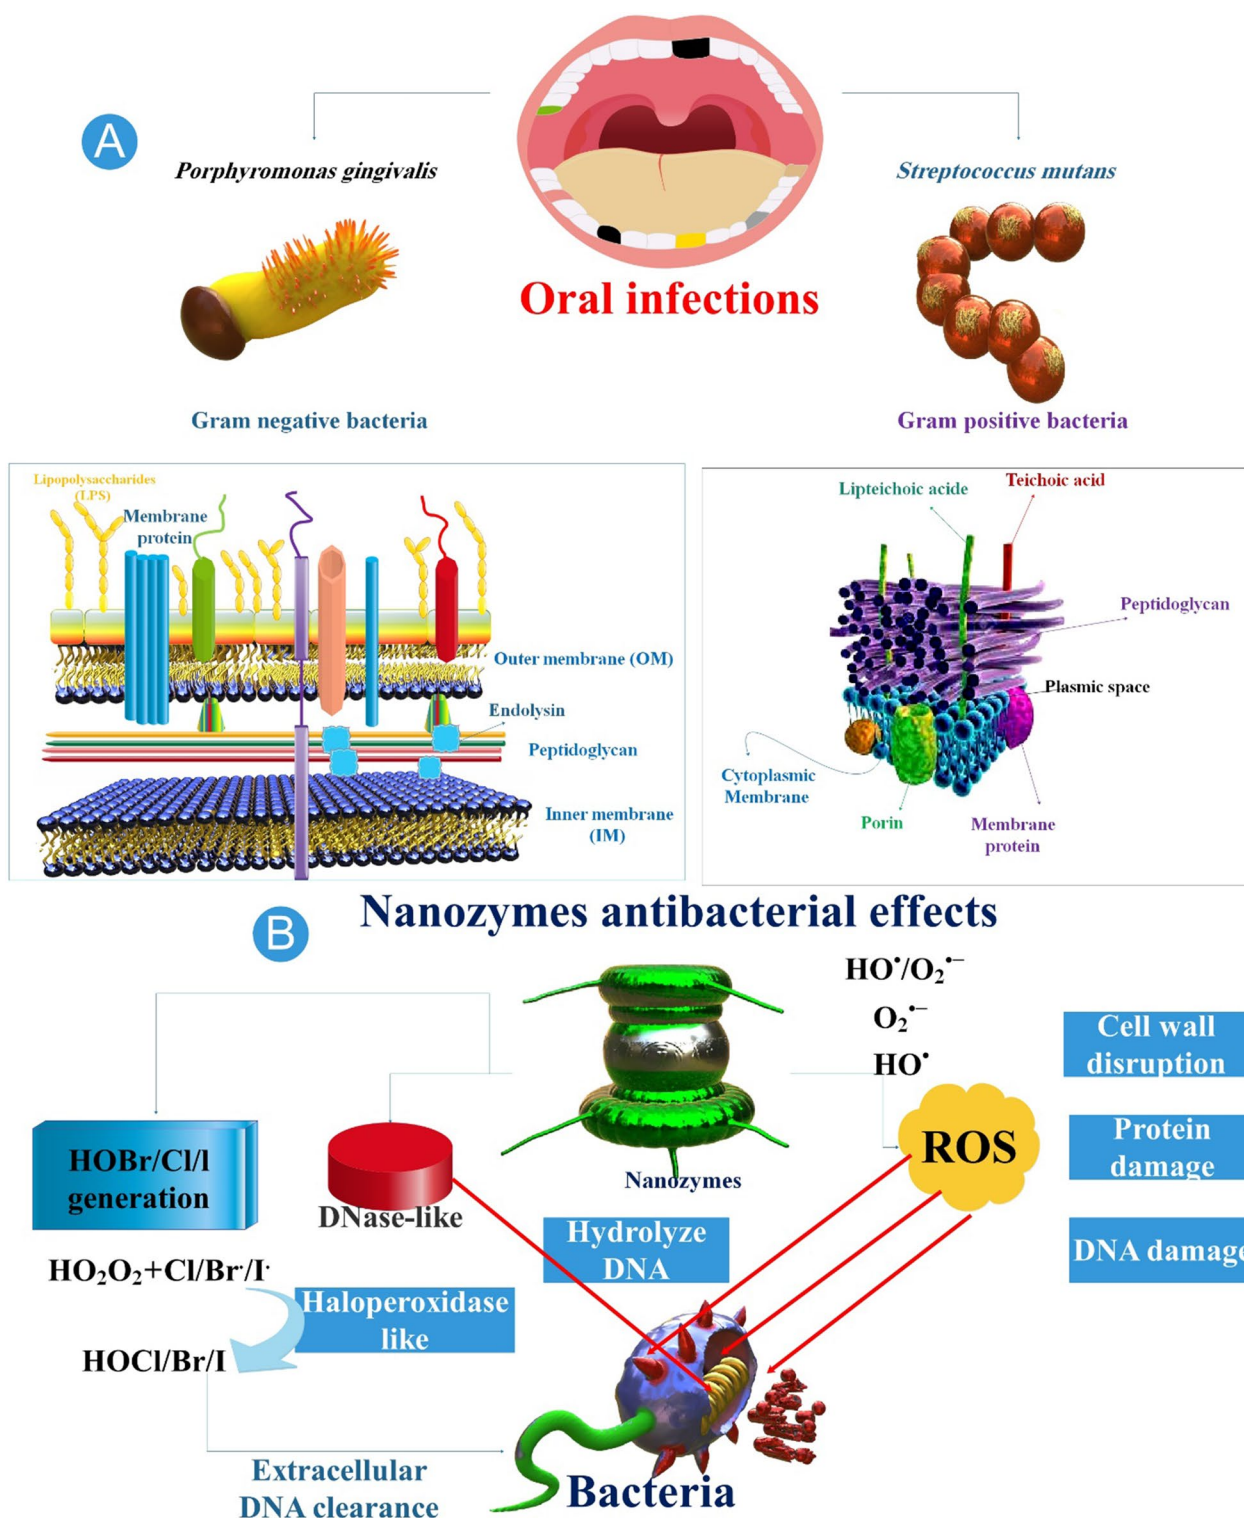 A
Porphyromonas gingivalis
Streptococcus mutans
Oral infections
Gram negative bacteria
Gram positive bacteria
Lipopolysaccharides
(LPS)
Membrane
protein
Outer membrane (OM)
Endolysin
Peptidoglycan
Inner membrane
(IM)
Lipteichoic acide
Teichoic acid
Peptidoglycan
Plasmic space
Cytoplasmic
Membrane
Porin
Membrane
protein
B
Nanozymes antibacterial effects
HO•/O₂•−
O₂•−
HO•
Cell wall
disruption
HOBr/Cl/l
generation
DNase-like
Nanozymes
ROS
Protein
damage
Hydrolyze
DNA
DNA damage
HO₂O₂+Cl/Br·/I·
Haloperoxidase
like
HOCl/Br/I
Extracellular
DNA clearance
Bacteria